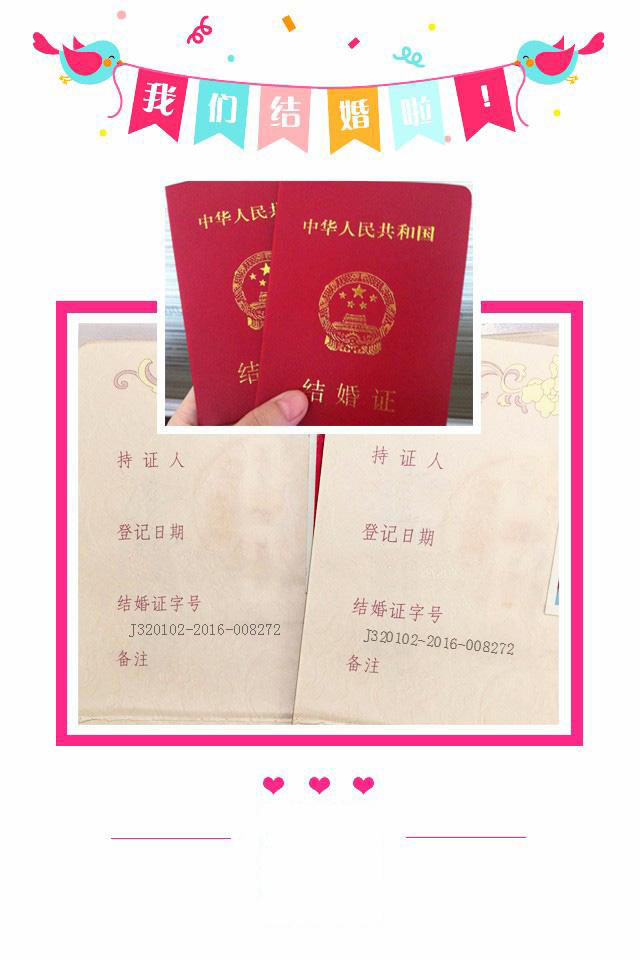 我们结婚啦!
中华人民共
中华人民共和国
结
结婚证
持证人
登记日期
结婚证字号
J320102-2016-008272
备注
持证人
登记日期
结婚证字号
J320102-2016-008272
备注